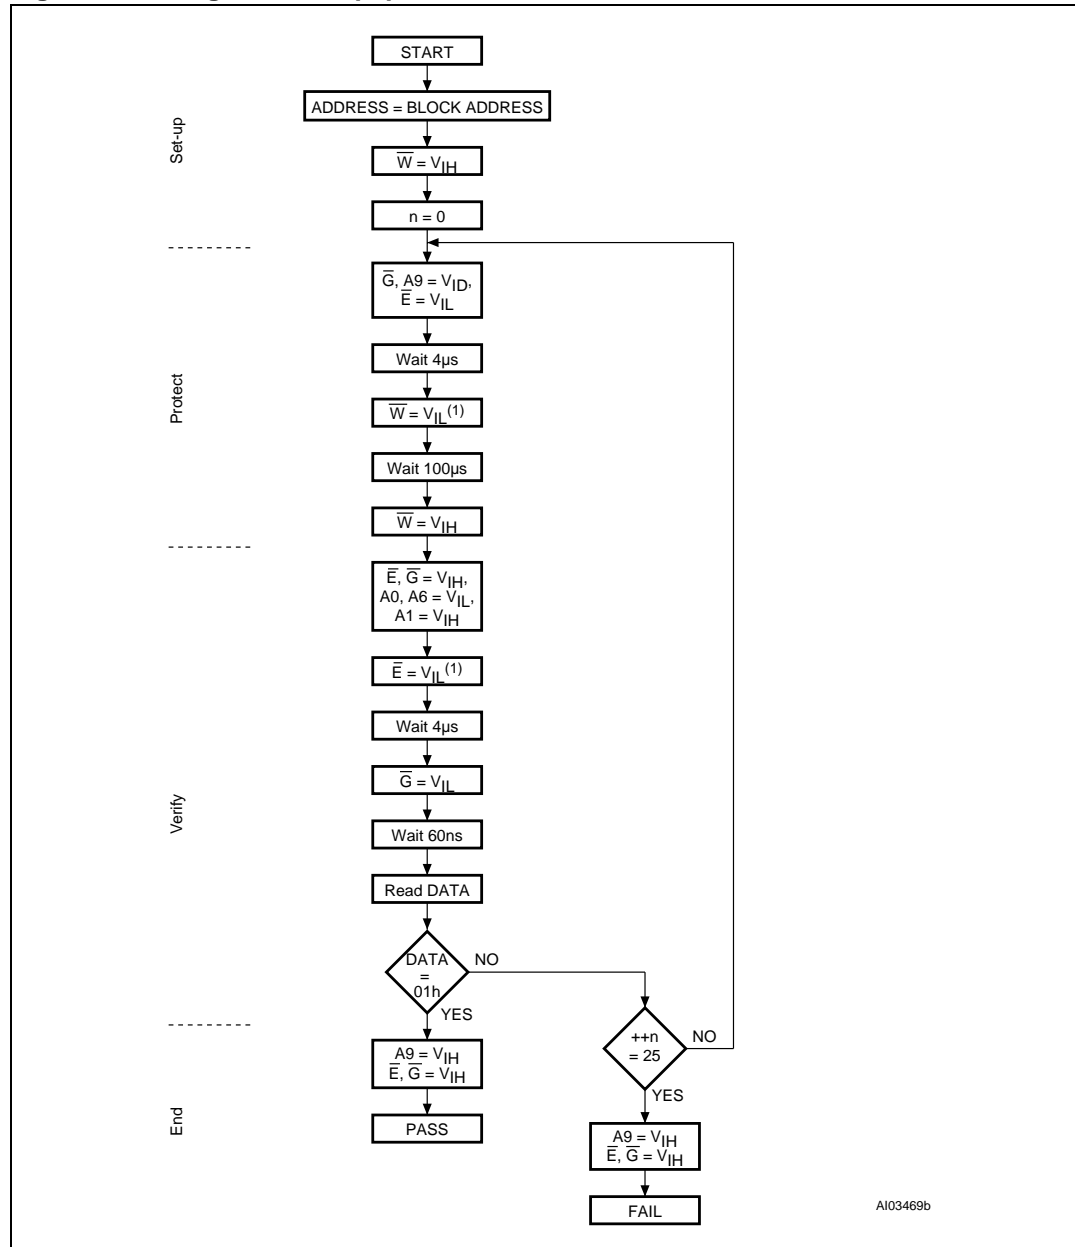 START
ADDRESS = BLOCK ADDRESS
Set-up
W̅ = VIH
n = 0
G̅, A9 = VID,
E̅ = VIL
Wait 4µs
Protect
W̅ = VIL(1)
Wait 100µs
W̅ = VIH
E̅, G̅ = VIH,
A0, A6 = VIL,
A1 = VIH
E̅ = VIL(1)
Wait 4µs
G̅ = VIL
Verify
Wait 60ns
Read DATA
DATA
=
01h
NO
YES
++n
= 25
NO
YES
End
A9 = VIH
E̅, G̅ = VIH
PASS
A9 = VIH
E̅, G̅ = VIH
FAIL
AI03469b